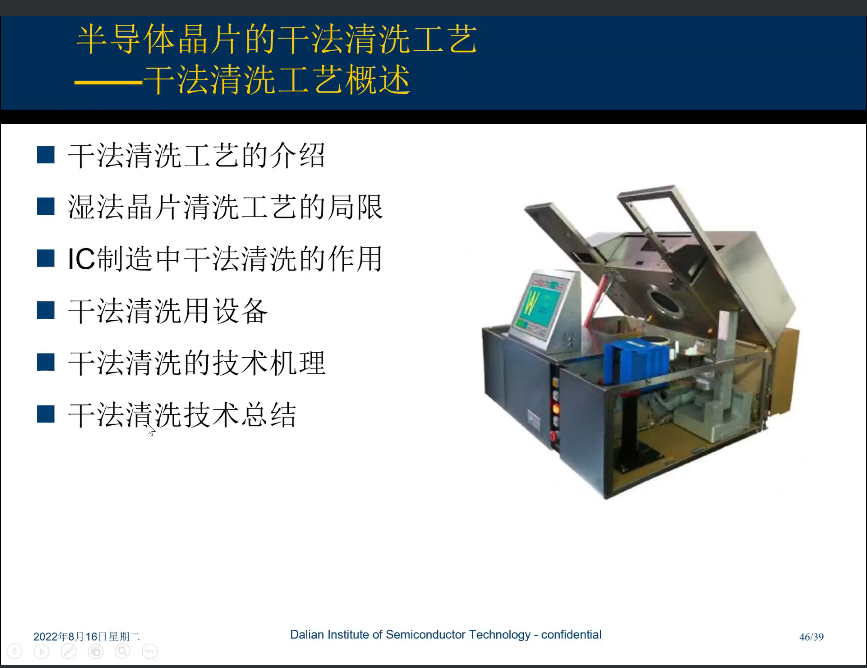 半导体晶片的干法清洗工艺
——干法清洗工艺概述
干法清洗工艺的介绍
湿法晶片清洗工艺的局限
IC制造中干法清洗的作用
干法清洗用设备
干法清洗的技术机理
干法清洗技术总结
2022年8月16日星期二
Dalian Institute of Semiconductor Technology - confidential
46/39